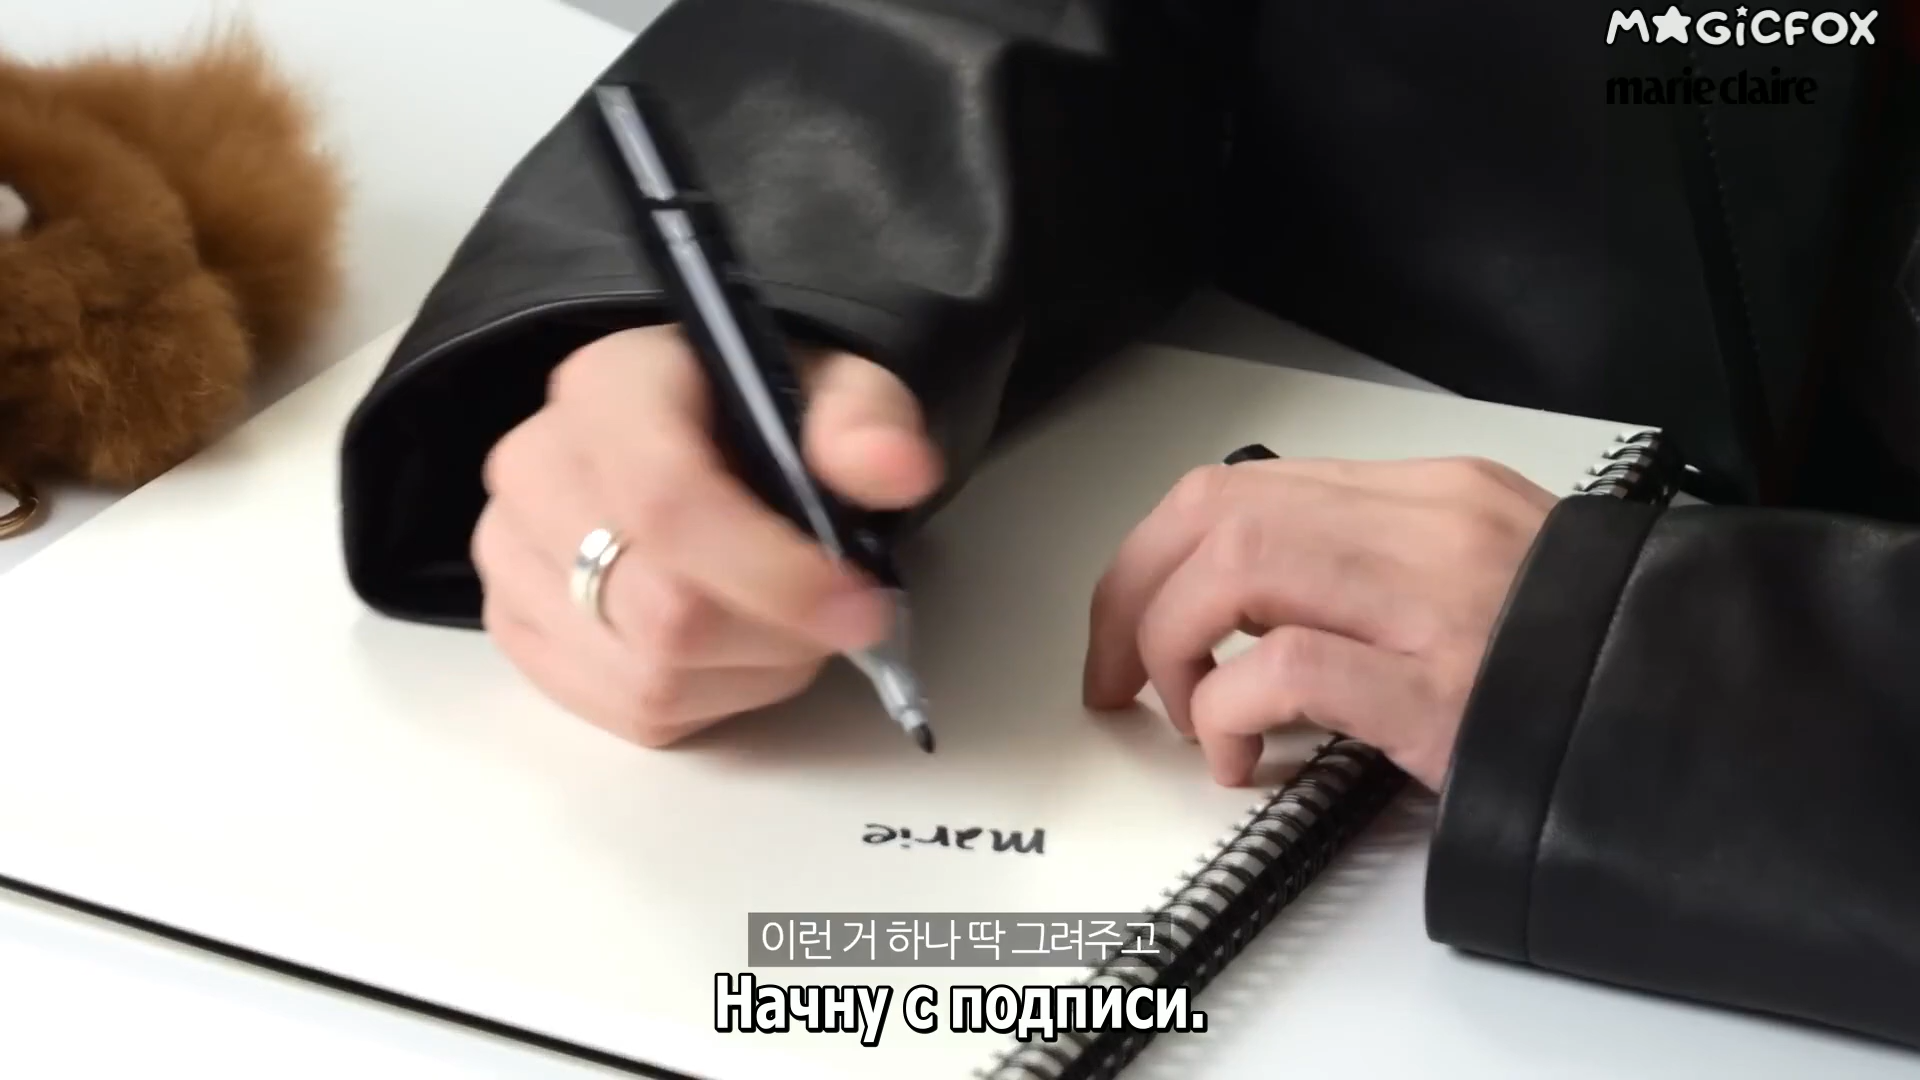 MAGiCFOX
marie claire
marie
이런 거 하나 딱 그려주고
Начну с подписи.